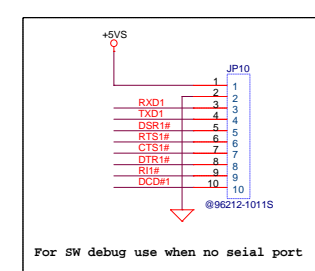 +5VS
JP10
1 1
2 2
RXD1 3 3
TXD1 4 4
DSR1# 5 5
RTS1# 6 6
CTS1# 7 7
DTR1# 8 8
RI1# 9 9
DCD#1 10 10
@96212-1011S
For SW debug use when no seial port